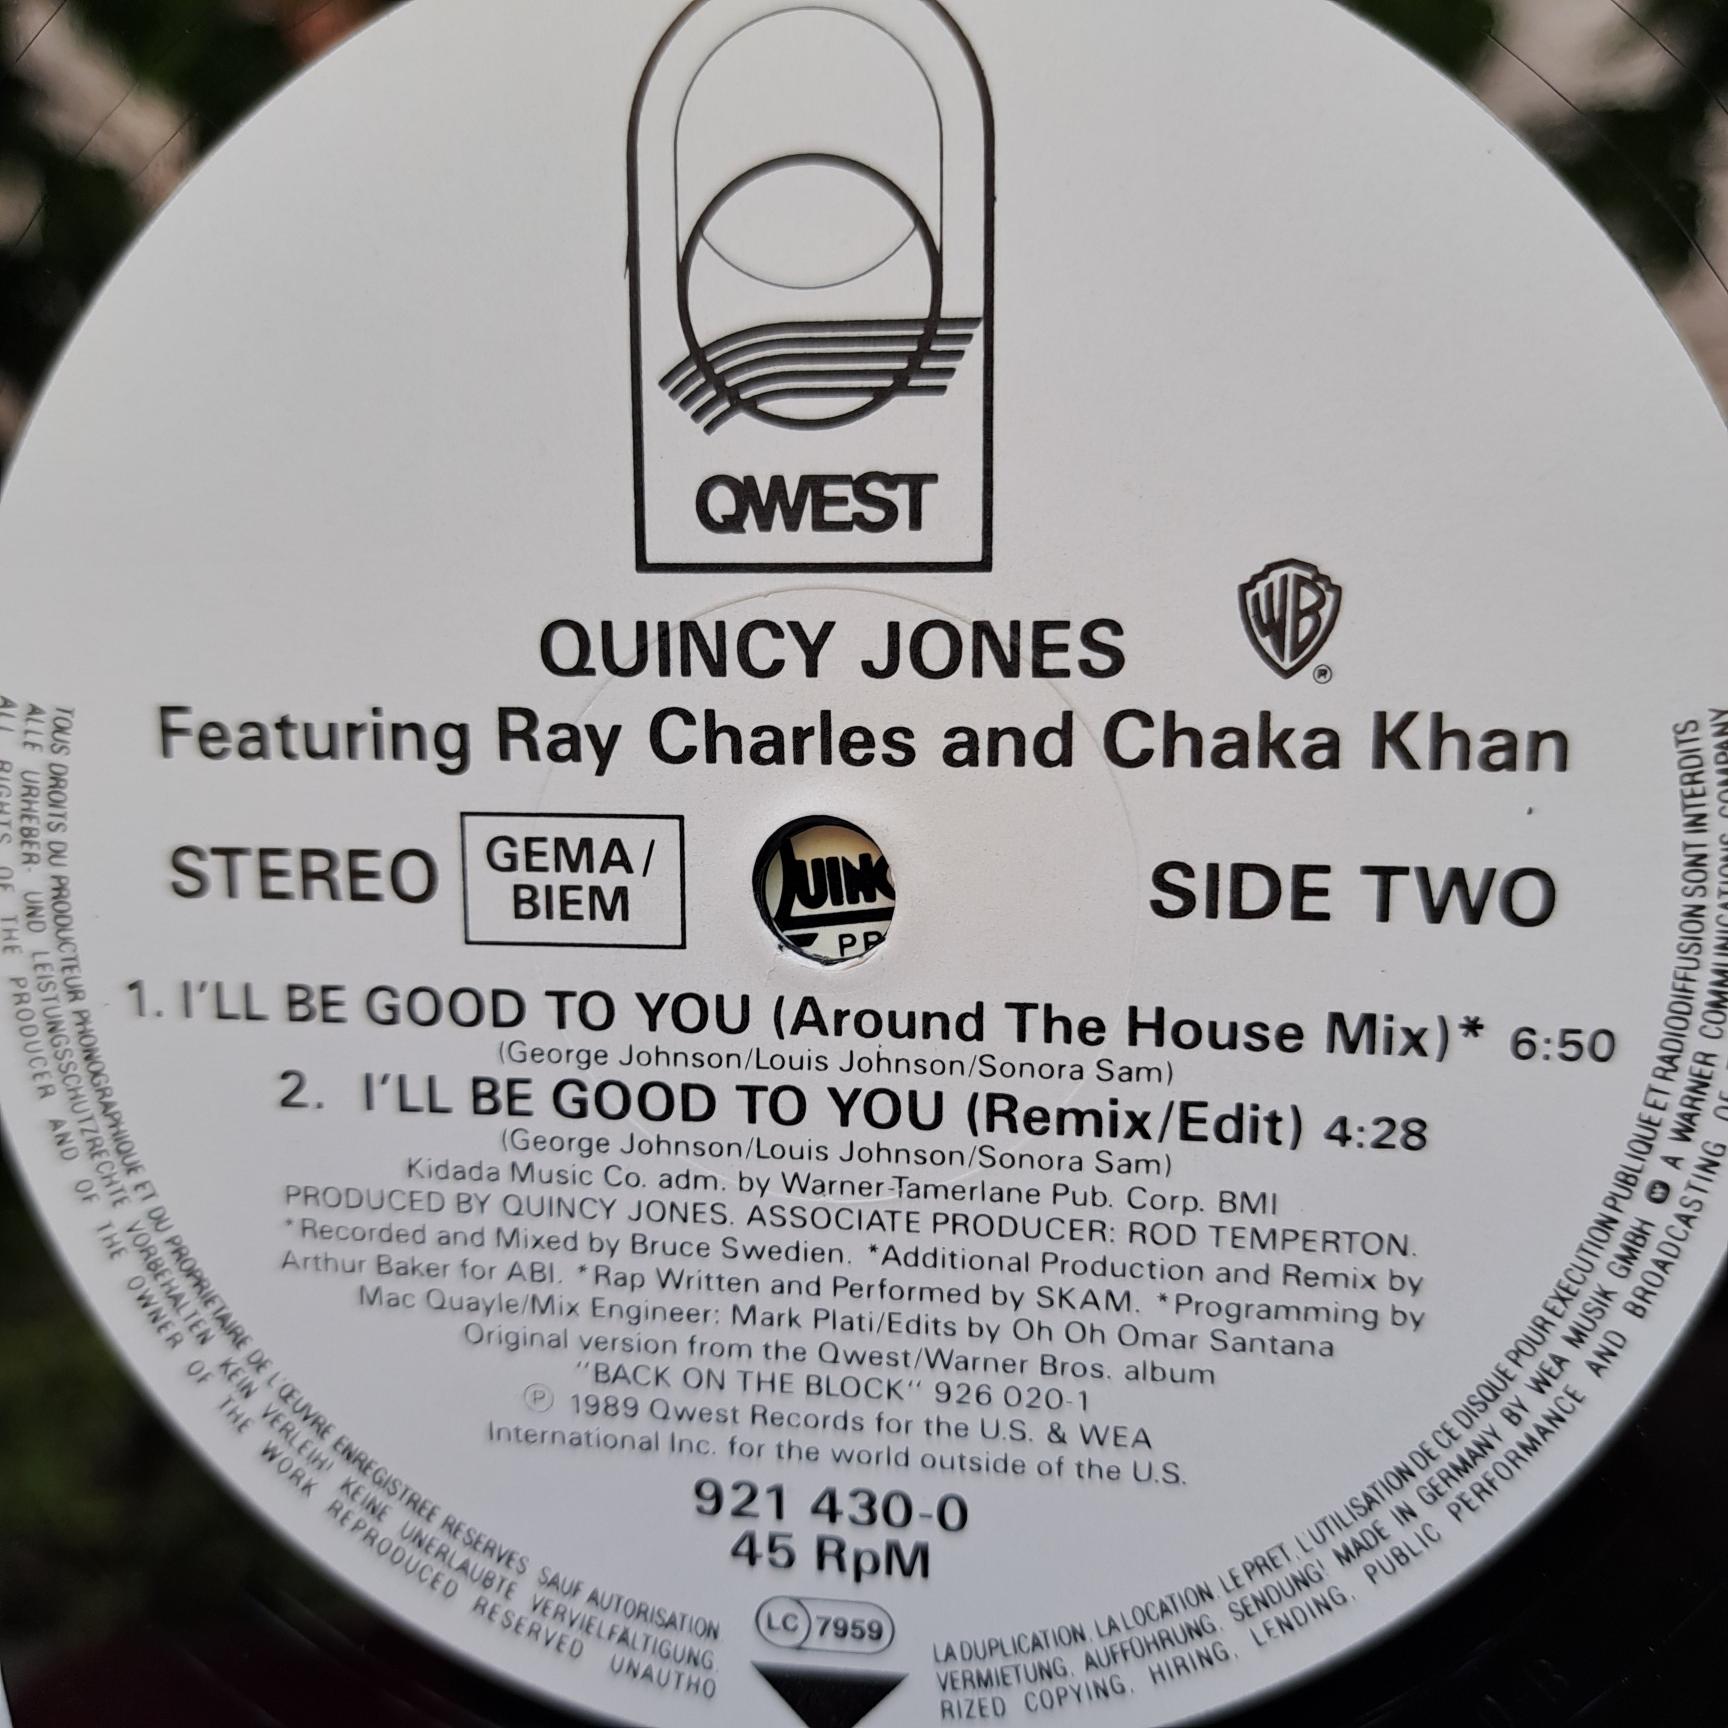 QWEST
QUINCY JONES
WB
®
Featuring Ray Charles and Chaka Khan
STEREO
GEMA/
BIEM
UINC
PR
SIDE TWO
1. I'LL BE GOOD TO YOU (Around The House Mix)* 6:50
(George Johnson/Louis Johnson/Sonora Sam)
2. I'LL BE GOOD TO YOU (Remix/Edit) 4:28
(George Johnson/Louis Johnson/Sonora Sam)
Kidada Music Co. adm. by Warner-Tamerlane Pub. Corp. BMI
PRODUCED BY QUINCY JONES. ASSOCIATE PRODUCER: ROD TEMPERTON.
*Recorded and Mixed by Bruce Swedien. *Additional Production and Remix by
Arthur Baker for ABI. *Rap Written and Performed by SKAM. *Programming by
Mac Quayle/Mix Engineer: Mark Plati/Edits by Oh Oh Omar Santana
Original version from the Qwest/Warner Bros. album
"BACK ON THE BLOCK" 926 020-1
℗ 1989 Qwest Records for the U.S. & WEA
International Inc. for the world outside of the U.S.
921 430-0
45 RpM
LC 7959
TOUS DROITS DU PRODUCTEUR PHONOGRAPHIQUE ET DU PROPRIETAIRE DE L'ŒUVRE ENREGISTREE RESERVES SAUF AUTORISATION
LA DUPLICATION, LA LOCATION, LE PRET, L'UTILISATION DE CE DISQUE POUR EXECUTION PUBLIQUE ET RADIODIFFUSION SONT INTERDITS
ALLE URHEBER- UND LEISTUNGSSCHUTZRECHTE VORBEHALTEN KEIN VERLEIH! KEINE UNERLAUBTE VERVIELFÄLTIGUNG,
VERMIETUNG, AUFFÜHRUNG, SENDUNG! MADE IN GERMANY BY WEA MUSIK GMBH A WARNER COMMUNICATIONS COMPANY
ALL RIGHTS OF THE PRODUCER AND OF THE OWNER OF THE WORK REPRODUCED RESERVED UNAUTHO
RIZED COPYING, HIRING, LENDING, PUBLIC PERFORMANCE AND BROADCASTING OF